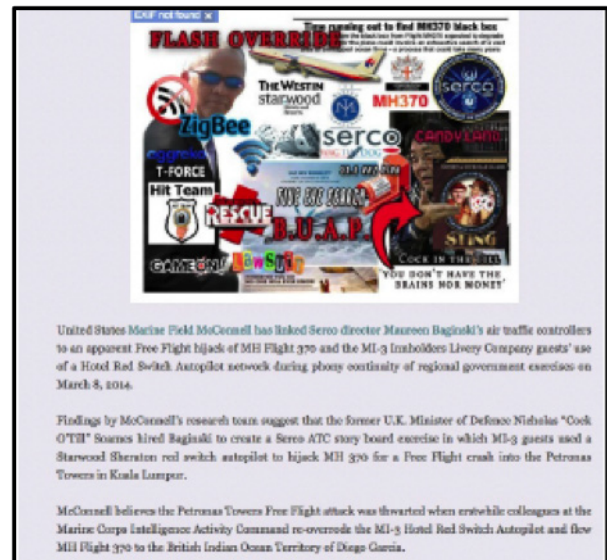 EXIF not found
Time running out to find MH370 black box
FLASH OVERRIDE
THE WESTIN
starwood
MH370
serco
ZigBee
serco
CANDYLAND
aggreko
T-FORCE
Hit Team
RESCUE
B.U.A.P.
STING
GAMEON!
LawStop
COCK IN THE TILL
'YOU DON'T HAVE THE
BRAINS NOR MONEY'
United States Marine Field McConnell has linked Serco director Maureen Baginski's air traffic controllers
to an apparent Free Flight hijack of MH Flight 370 and the MI-3 Innholders Livery Company guests' use
of a Hotel Red Switch Autopilot network during phony continuity of regional government exercises on
March 8, 2014.
Findings by McConnell's research team suggest that the former U.K. Minister of Defence Nicholas "Cock
O'Till" Soames hired Baginski to create a Serco ATC story board exercise in which MI-3 guests used a
Starwood Sheraton red switch autopilot to hijack MH 370 for a Free Flight crash into the Petronas
Towers in Kuala Lumpur.
McConnell believes the Petronas Towers Free Flight attack was thwarted when erstwhile colleagues at the
Marine Corps Intelligence Activity Command re-overrode the MI-3 Hotel Red Switch Autopilot and flew
MH Flight 370 to the British Indian Ocean Territory of Diego Garcia.